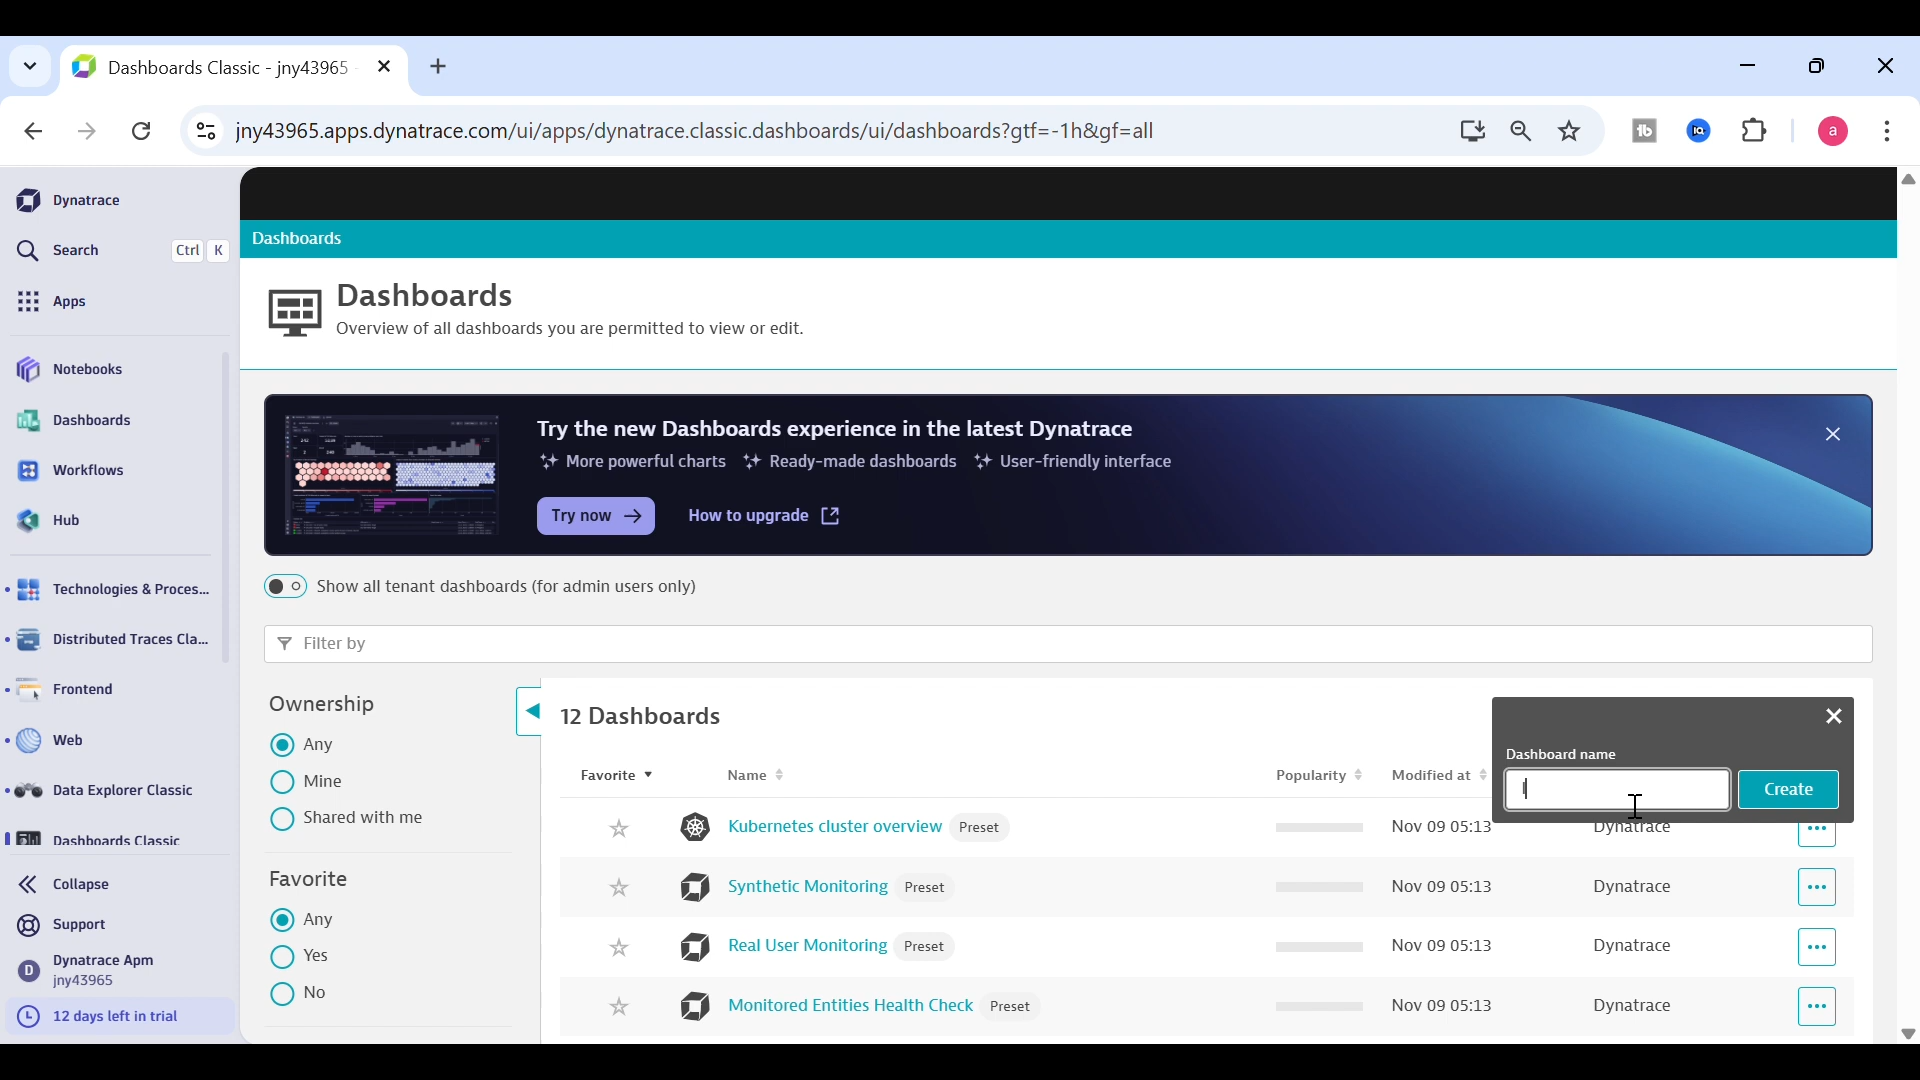 Dashboards Classic - jny43965 -
jny43965.apps.dynatrace.com/ui/apps/dynatrace.classic.dashboards/ui/dashboards?gtf=-1h&gf=all
tb
a
Dynatrace
Search Ctrl K
Apps
Notebooks
Dashboards
Workflows
Hub
Technologies & Proces...
Distributed Traces Cla...
Frontend
Web
Data Explorer Classic
Dashboards Classic
Collapse
Support
D
Dynatrace Apm
jny43965
12 days left in trial
Dashboards
Dashboards
Overview of all dashboards you are permitted to view or edit.
Try the new Dashboards experience in the latest Dynatrace
More powerful charts Ready-made dashboards User-friendly interface
Try now How to upgrade
Show all tenant dashboards (for admin users only)
Filter by
Ownership
Any
Mine
Shared with me
Favorite
Any
Yes
No
12 Dashboards
Favorite Name Popularity Modified at
Dashboard name
Create
Kubernetes cluster overview Preset Nov 09 05:13 Dynatrace
Synthetic Monitoring Preset Nov 09 05:13 Dynatrace
Real User Monitoring Preset Nov 09 05:13 Dynatrace
Monitored Entities Health Check Preset Nov 09 05:13 Dynatrace